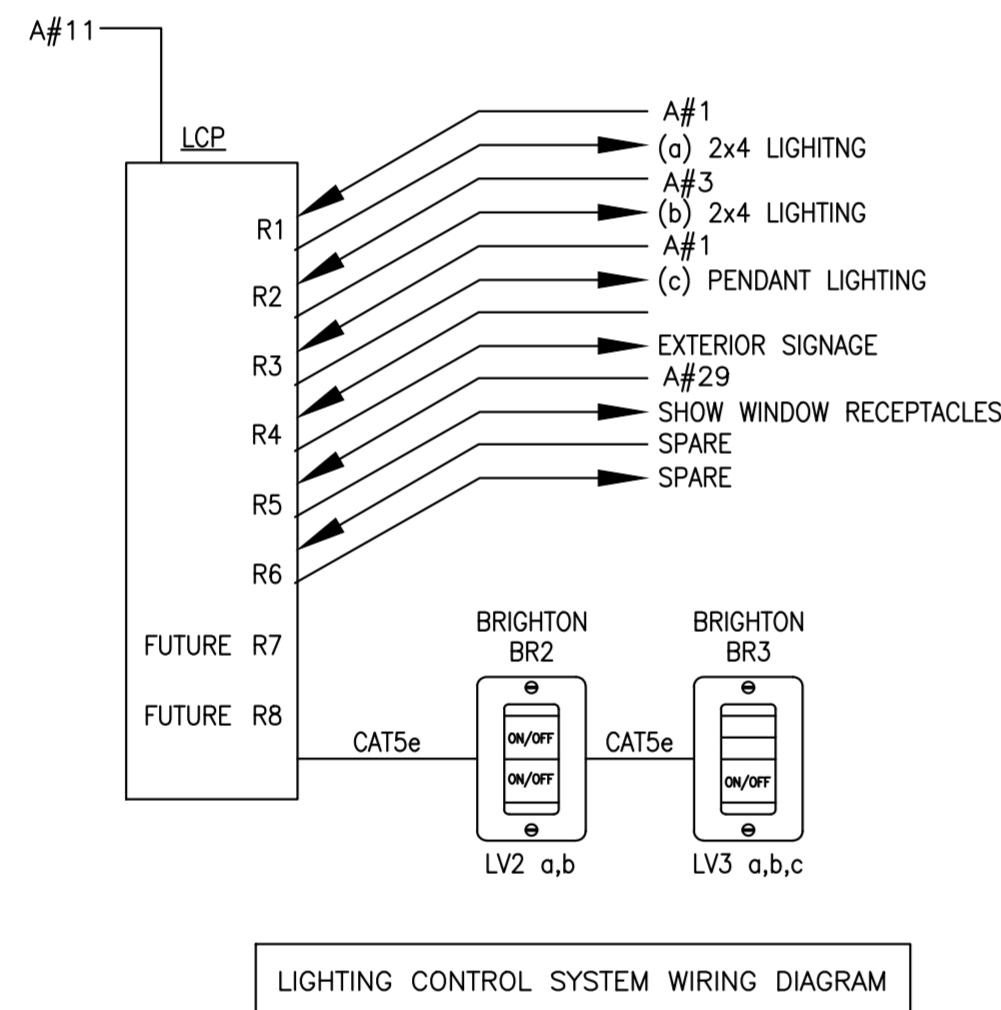 A#11
LCP
A#1
(a) 2x4 LIGHITNG
A#3
(b) 2x4 LIGHTING
A#1
(c) PENDANT LIGHTING
EXTERIOR SIGNAGE
A#29
SHOW WINDOW RECEPTACLES
SPARE
SPARE
R1
R2
R3
R4
R5
R6
FUTURE R7
FUTURE R8
CAT5e
BRIGHTON
BR2
ON/OFF
ON/OFF
LV2 a,b
CAT5e
BRIGHTON
BR3
ON/OFF
LV3 a,b,c
LIGHTING CONTROL SYSTEM WIRING DIAGRAM